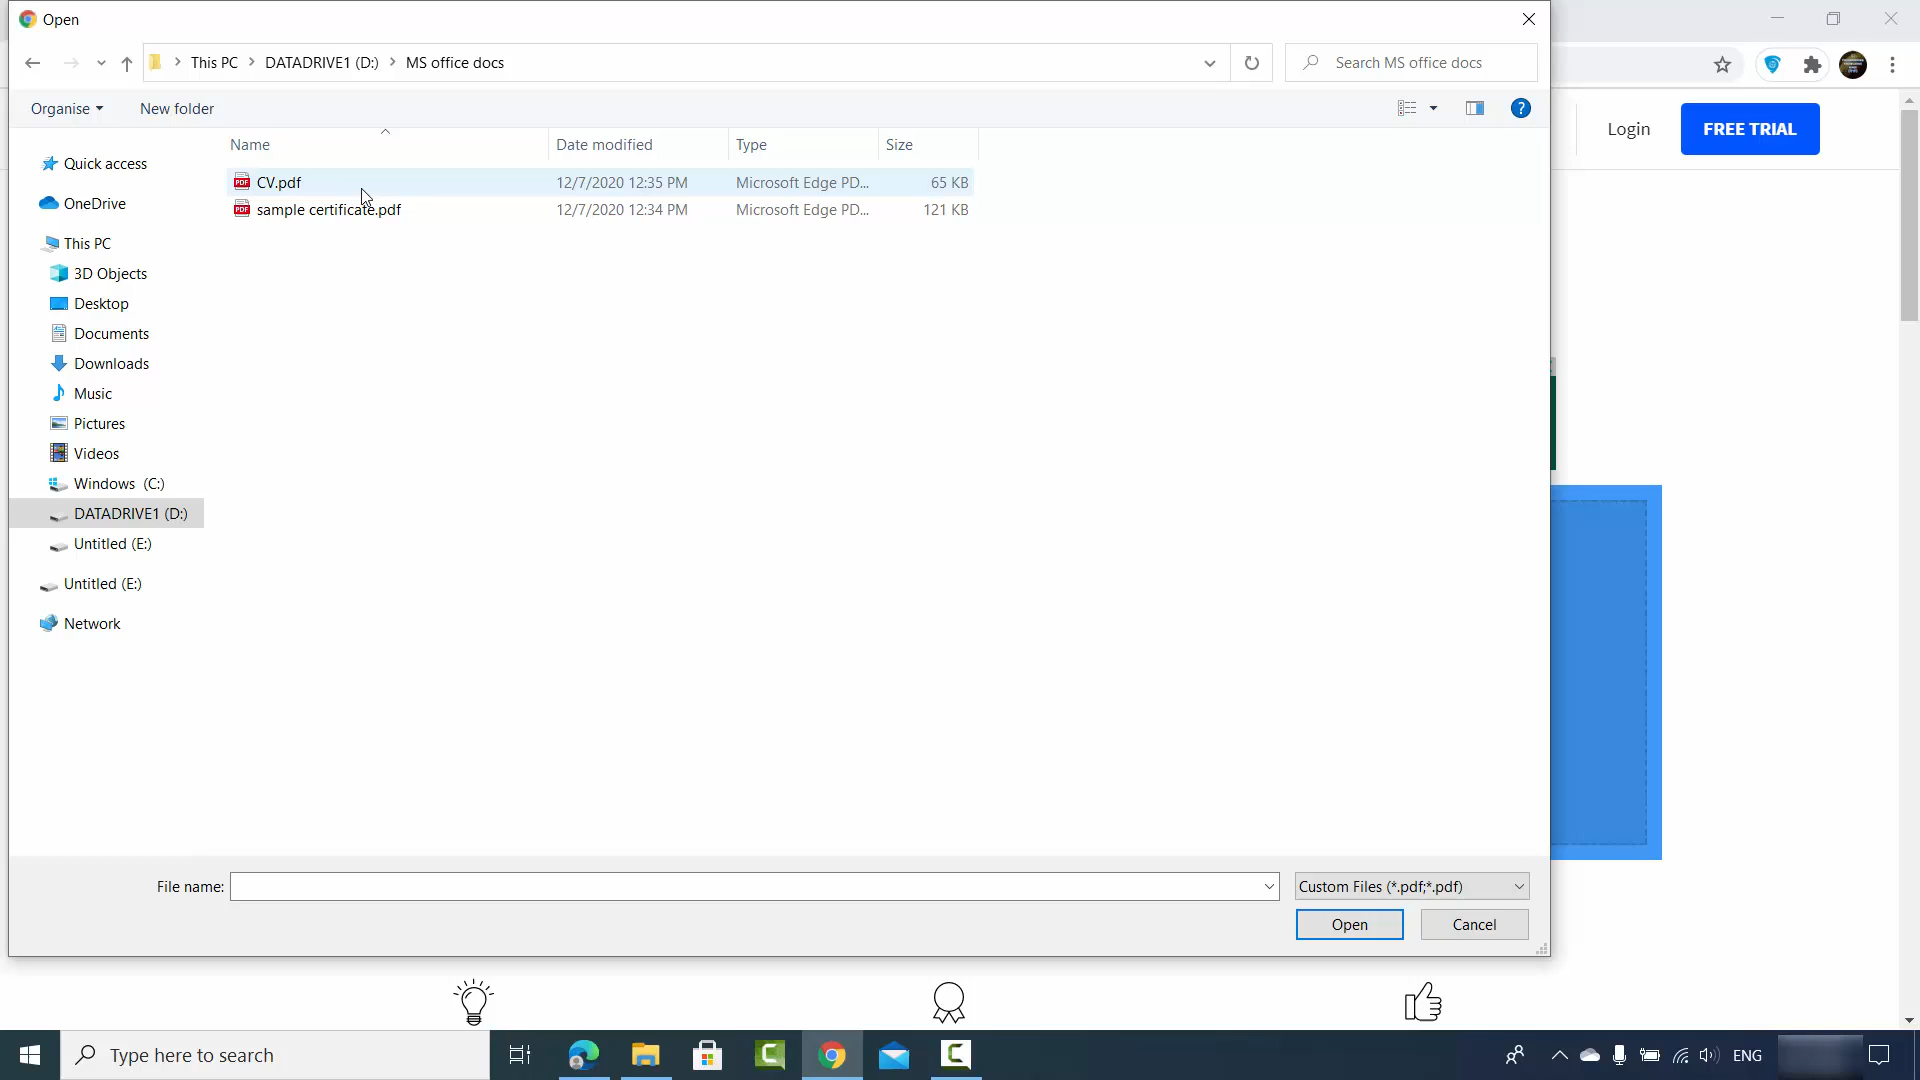 Open
This PC DATADRIVE1 (D:) MS office docs
Search MS office docs
Organise New folder
?
Login
FREE TRIAL
Name Date modified Type Size
CV.pdf 12/7/2020 12:35 PM Microsoft Edge PD... 65 KB
sample certificate.pdf 12/7/2020 12:34 PM Microsoft Edge PD... 121 KB
Quick access
OneDrive
This PC
3D Objects
Desktop
Documents
Downloads
Music
Pictures
Videos
Windows (C:)
DATADRIVE1 (D:)
Untitled (E:)
Untitled (E:)
Network
File name:
Custom Files (*.pdf;*.pdf)
Open Cancel
Type here to search
ENG